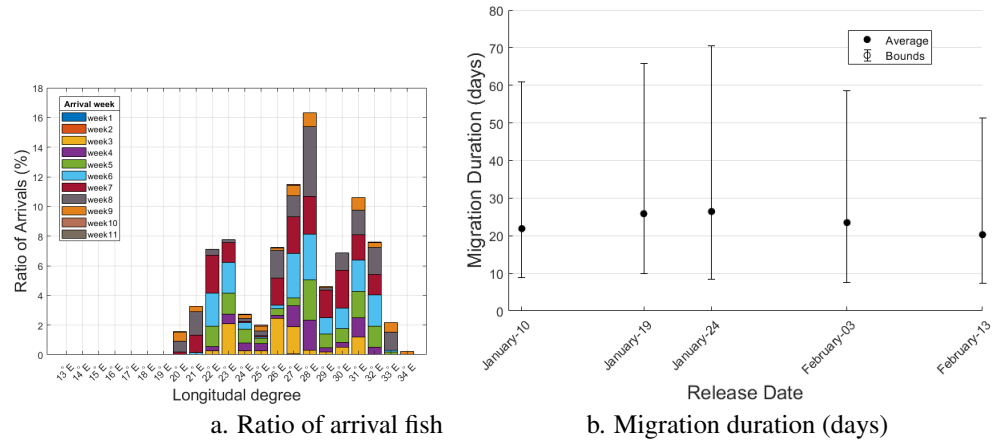 18
16
14
12
10
8
6
4
2
0
Ratio of Arrivals (%)
Arrival week
week1
week2
week3
week4
week5
week6
week7
week8
week9
week10
week11
13° E
14° E
15° E
16° E
17° E
18° E
19° E
20° E
21° E
22° E
23° E
24° E
25° E
26° E
27° E
28° E
29° E
30° E
31° E
32° E
33° E
34° E
Longitudal degree
a. Ratio of arrival fish
80
70
60
50
40
30
20
10
0
Migration Duration (days)
Average
Bounds
January-10
January-19
January-24
February-03
February-13
Release Date
b. Migration duration (days)